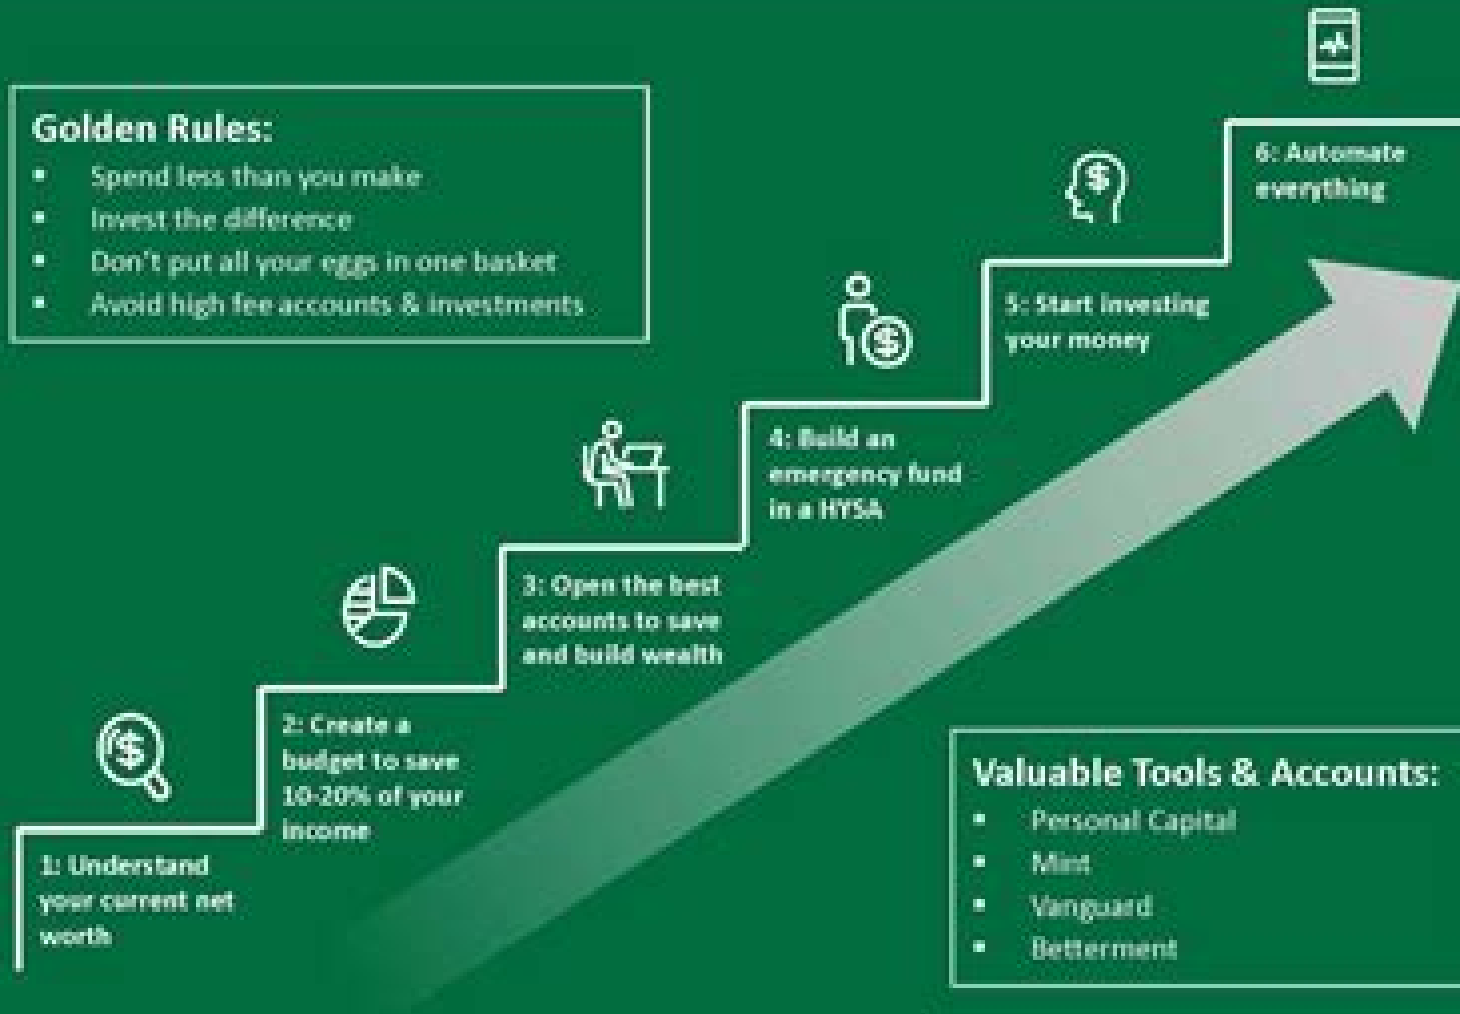 Golden Rules:
▪ Spend less than you make
▪ Invest the difference
▪ Don't put all your eggs in one basket
▪ Avoid high fee accounts & investments
6: Automate
everything
5: Start investing
your money
4: Build an
emergency fund
in a HYSA
3: Open the best
accounts to save
and build wealth
2: Create a
budget to save
10-20% of your
income
1: Understand
your current net
worth
Valuable Tools & Accounts:
▪ Personal Capital
▪ Mint
▪ Vanguard
▪ Betterment